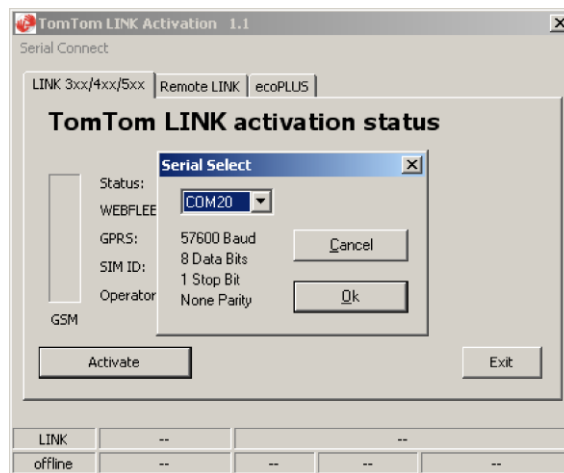 TomTom LINK Activation 1.1
Serial Connect
LINK 3xx/4xx/5xx Remote LINK ecoPLUS
TomTom LINK activation status
Serial Select
Status:
COM20
WEBFLEE
GPRS:
57600 Baud
Cancel
8 Data Bits
SIM ID:
1 Stop Bit
Operator
None Parity
Ok
GSM
Activate
Exit
LINK -- --
offline -- -- -- --